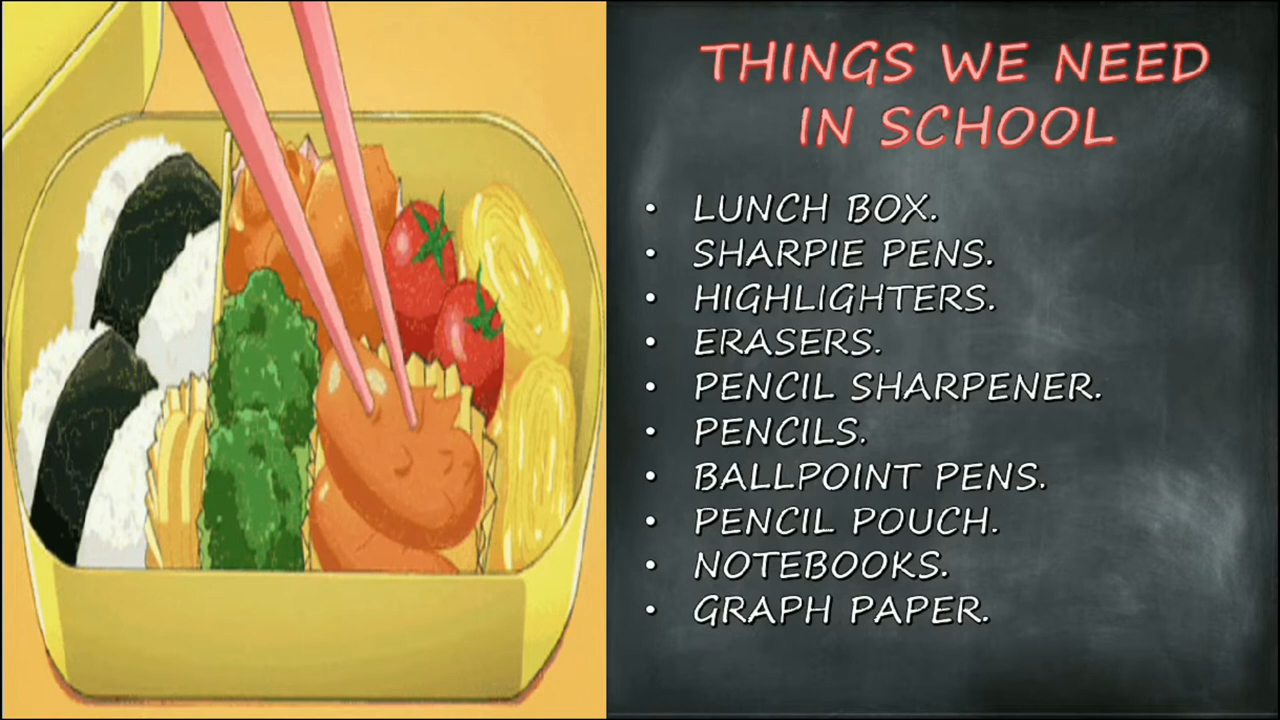 THINGS WE NEED
IN SCHOOL
• LUNCH BOX.
• SHARPIE PENS.
• HIGHLIGHTERS.
• ERASERS.
• PENCIL SHARPENER.
• PENCILS.
• BALLPOINT PENS.
• PENCIL POUCH.
• NOTEBOOKS.
• GRAPH PAPER.